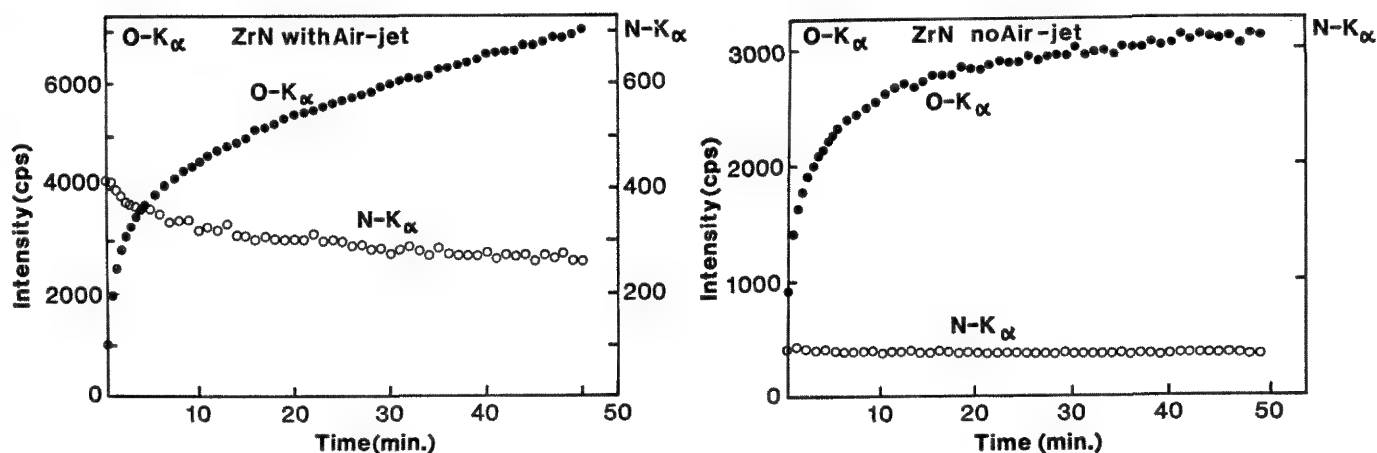 O-Kα ZrN with Air-jet N-Kα
6000
4000
2000
0
Intensity (cps)
O-Kα
N-Kα
600
400
200
10 20 30 40 50
Time (min.)
O-Kα ZrN no Air-jet N-Kα
3000
2000
1000
0
Intensity (cps)
O-Kα
N-Kα
10 20 30 40 50
Time (min.)